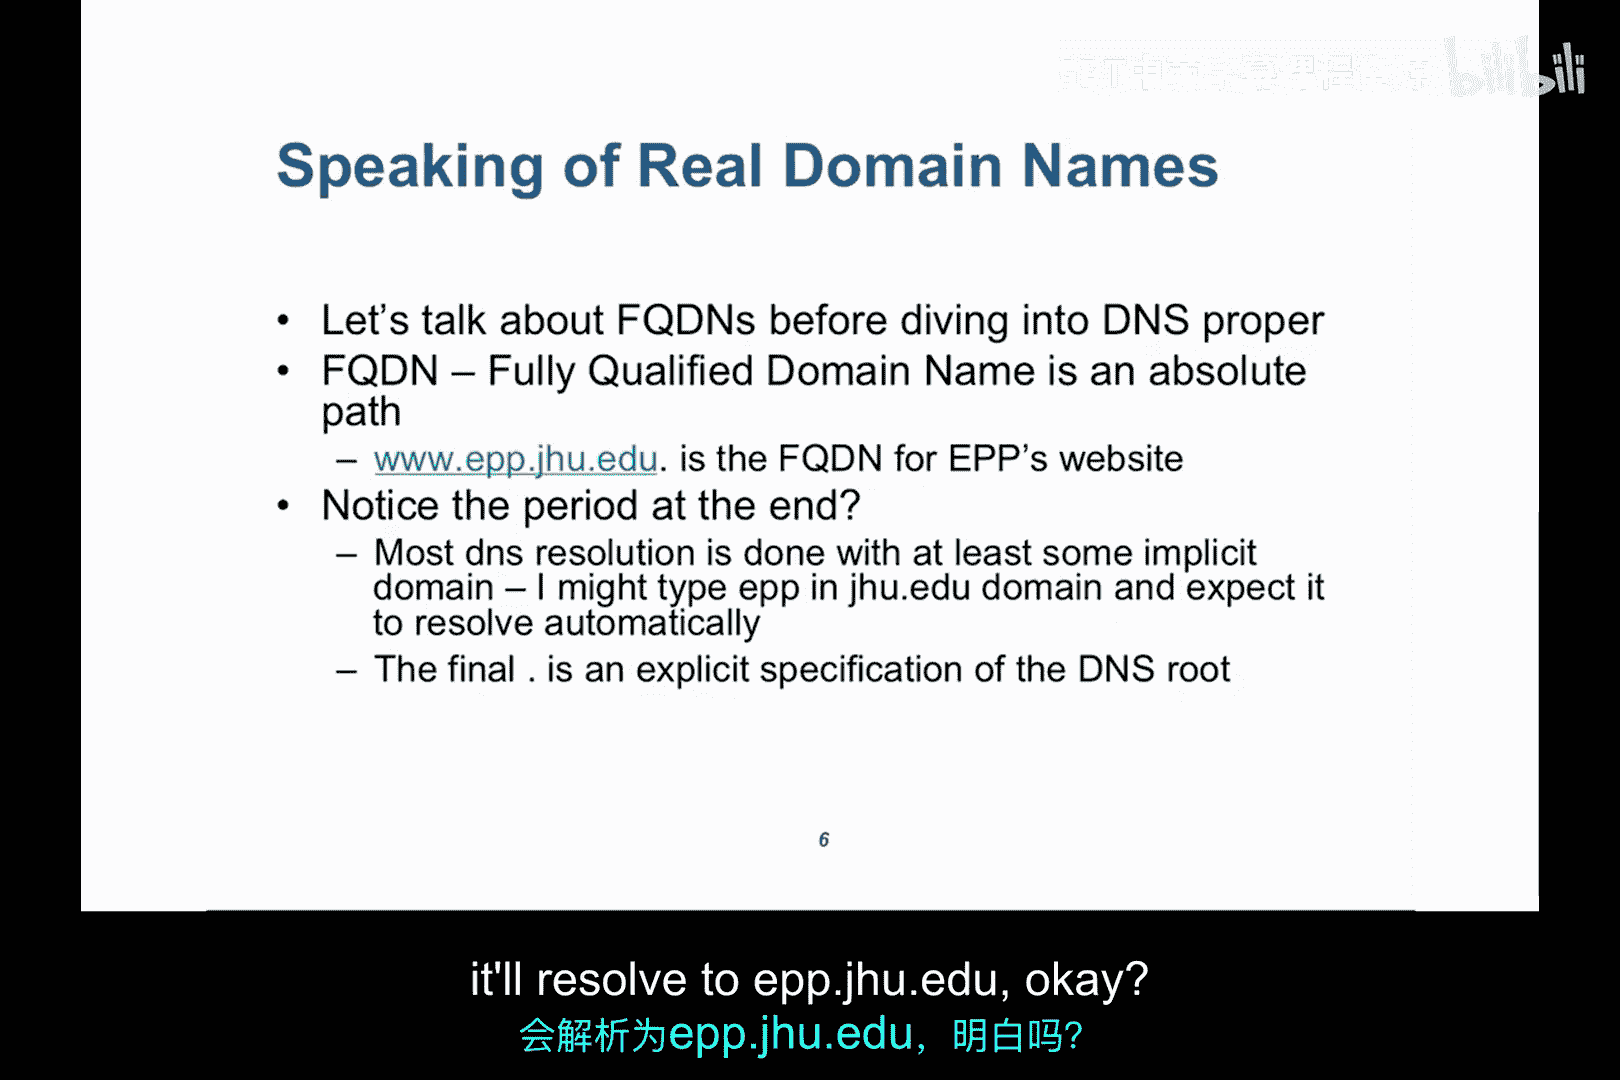 bilibili
Speaking of Real Domain Names
• Let’s talk about FQDNs before diving into DNS proper
• FQDN – Fully Qualified Domain Name is an absolute
path
– www.epp.jhu.edu. is the FQDN for EPP’s website
• Notice the period at the end?
– Most dns resolution is done with at least some implicit
domain – I might type epp in jhu.edu domain and expect it
to resolve automatically
– The final . is an explicit specification of the DNS root
6
it'll resolve to epp.jhu.edu, okay?
会解析为epp.jhu.edu，明白吗？